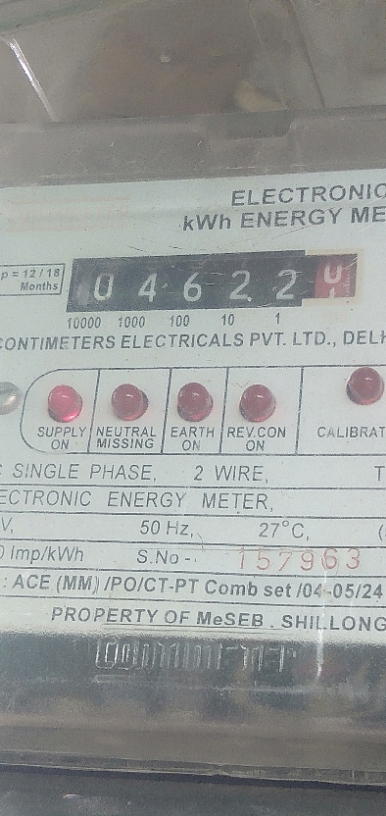 ELECTRONIC
kWh ENERGY ME
p = 12 / 18
Months
0 4 6 2 2
10000 1000 100 10 1
CONTIMETERS ELECTRICALS PVT. LTD., DELH
SUPPLY ON NEUTRAL MISSING EARTH ON REV.CON ON CALIBRAT
C SINGLE PHASE, 2 WIRE, T
ECTRONIC ENERGY METER,
V, 50 Hz, 27°C, (
0 Imp/kWh S.No - 157963
: ACE (MM) /PO/CT-PT Comb set /04-05/24
PROPERTY OF MeSEB . SHILLONG